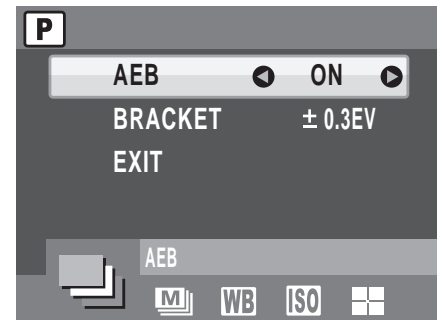 P
AEB ON
BRACKET ± 0.3EV
EXIT
AEB
M WB ISO